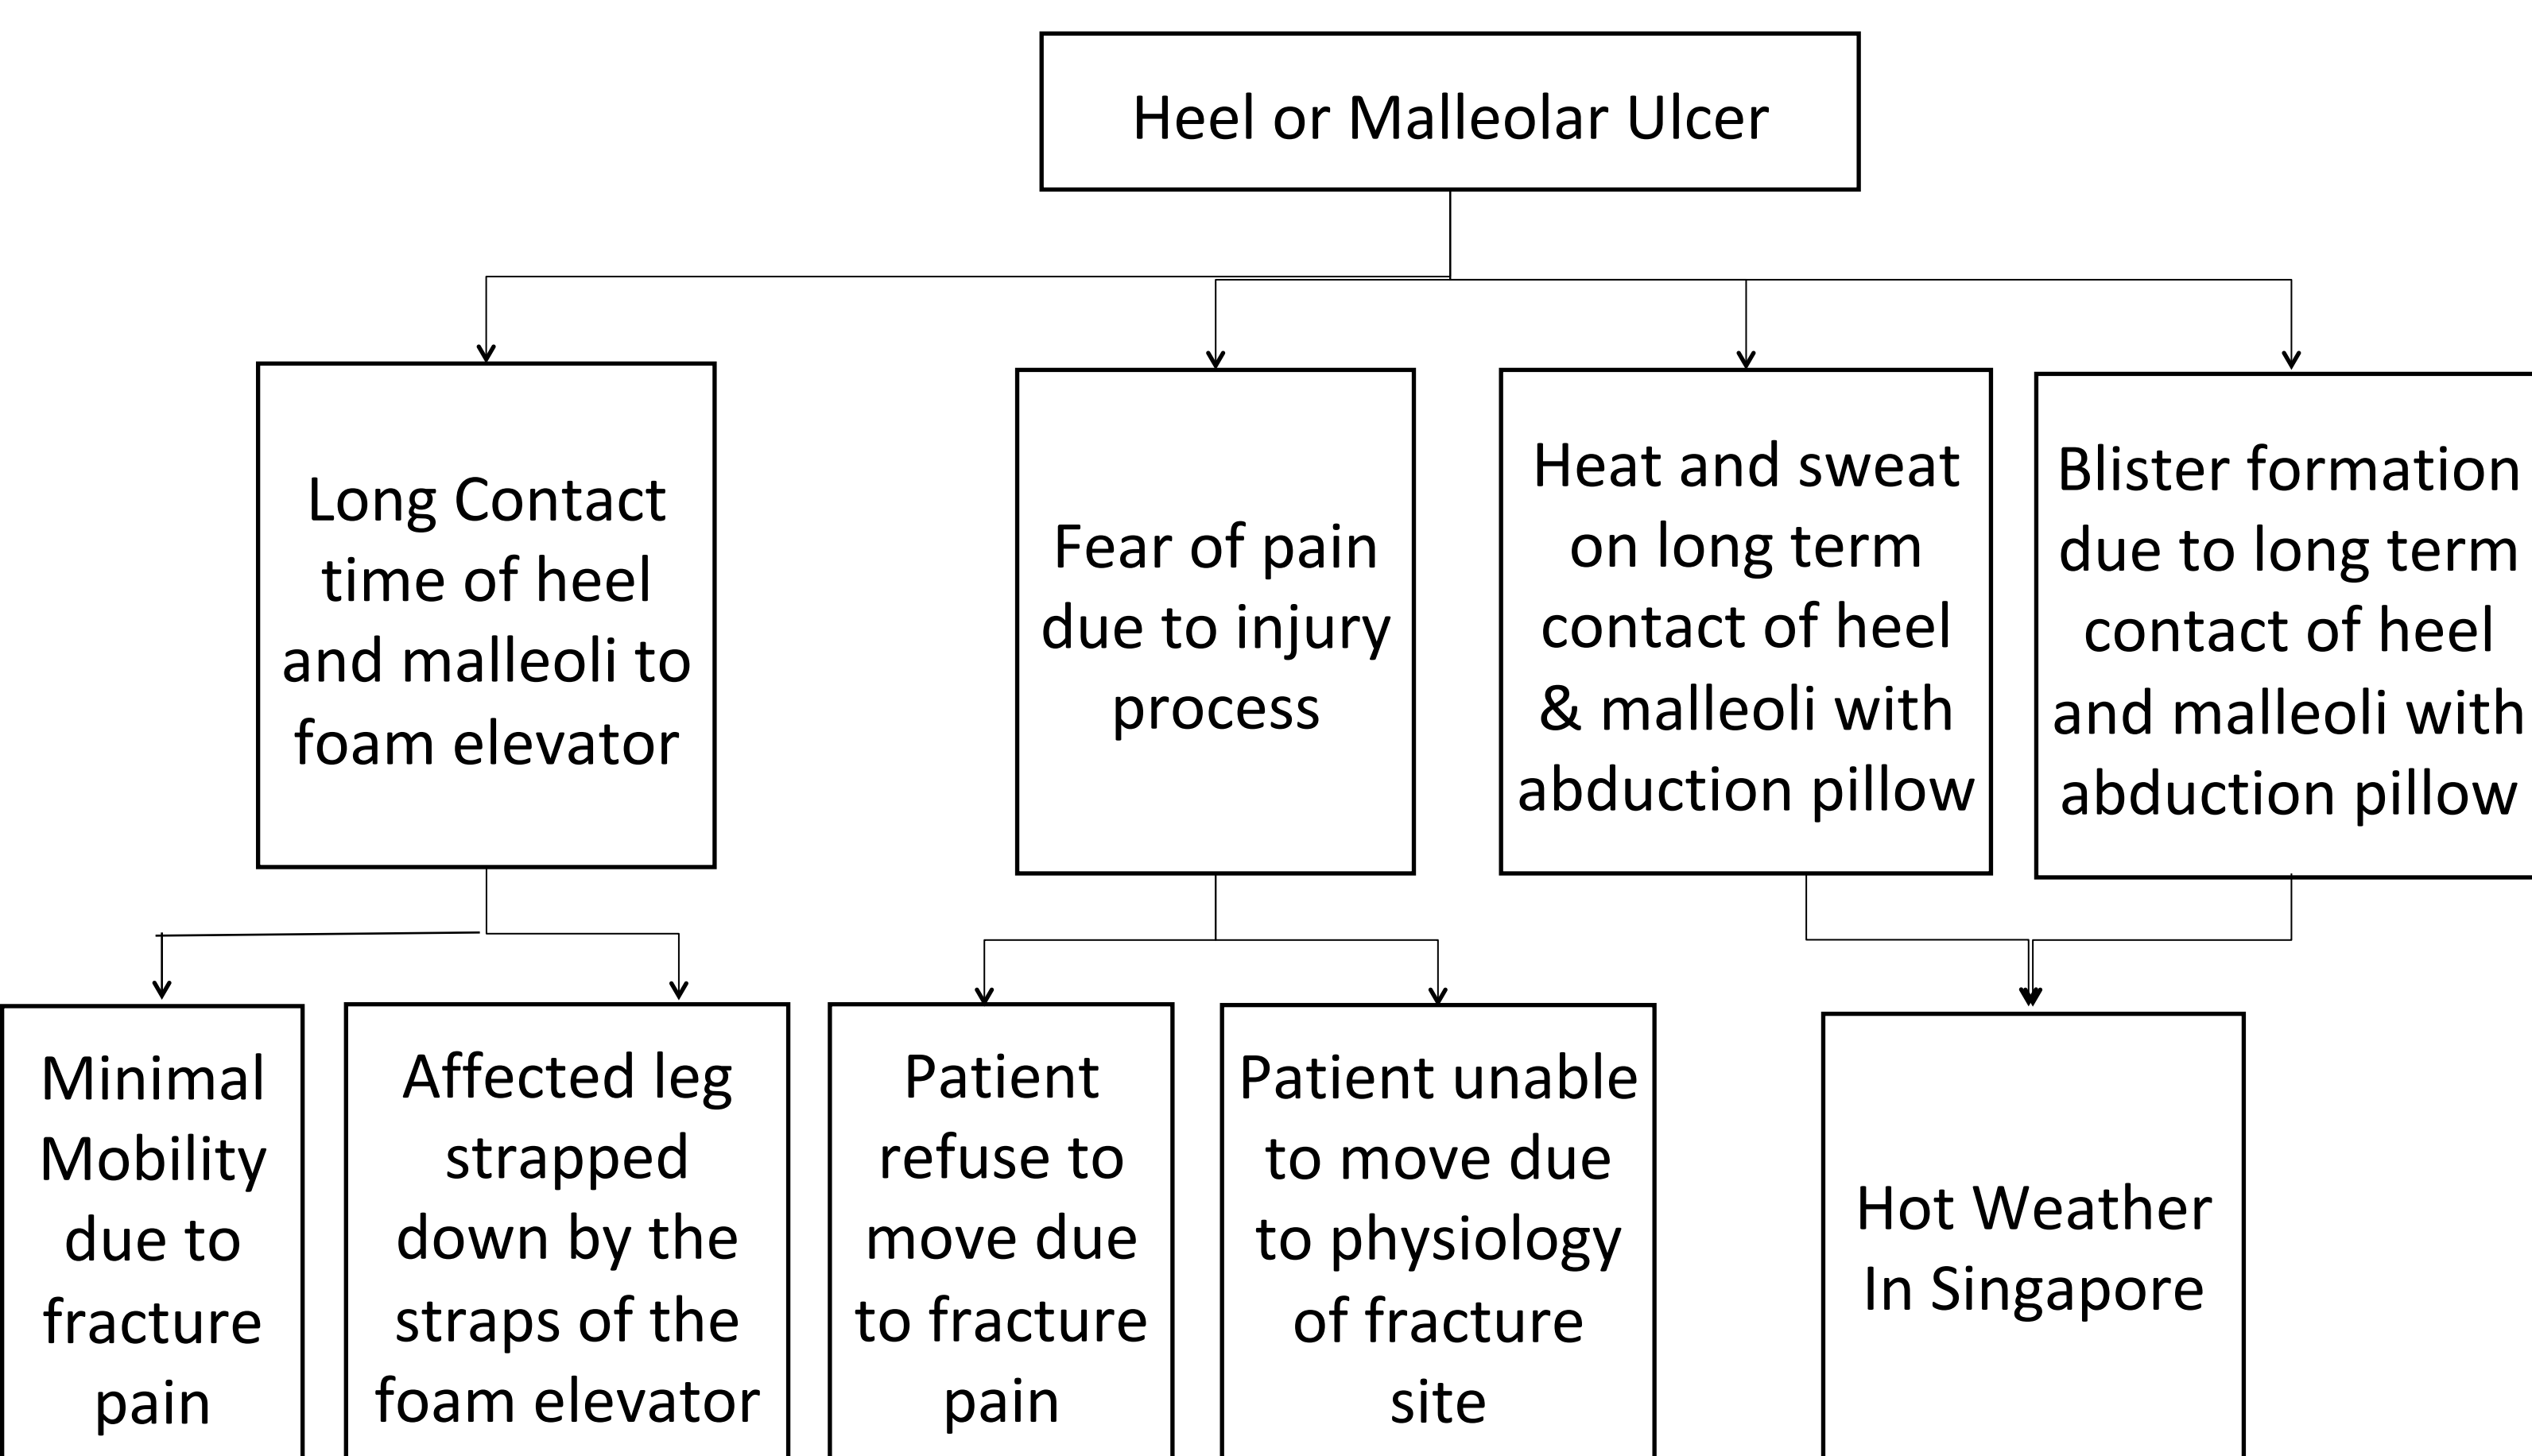 Heel or Malleolar Ulcer
Long Contact
time of heel
and malleoli to
foam elevator
Fear of pain
due to injury
process
Heat and sweat
on long term
contact of heel
& malleoli with
abduction pillow
Blister formation
due to long term
contact of heel
and malleoli with
abduction pillow
Minimal
Mobility
due to
fracture
pain
Affected leg
strapped
down by the
straps of the
foam elevator
Patient
refuse to
move due
to fracture
pain
Patient unable
to move due
to physiology
of fracture
site
Hot Weather
In Singapore